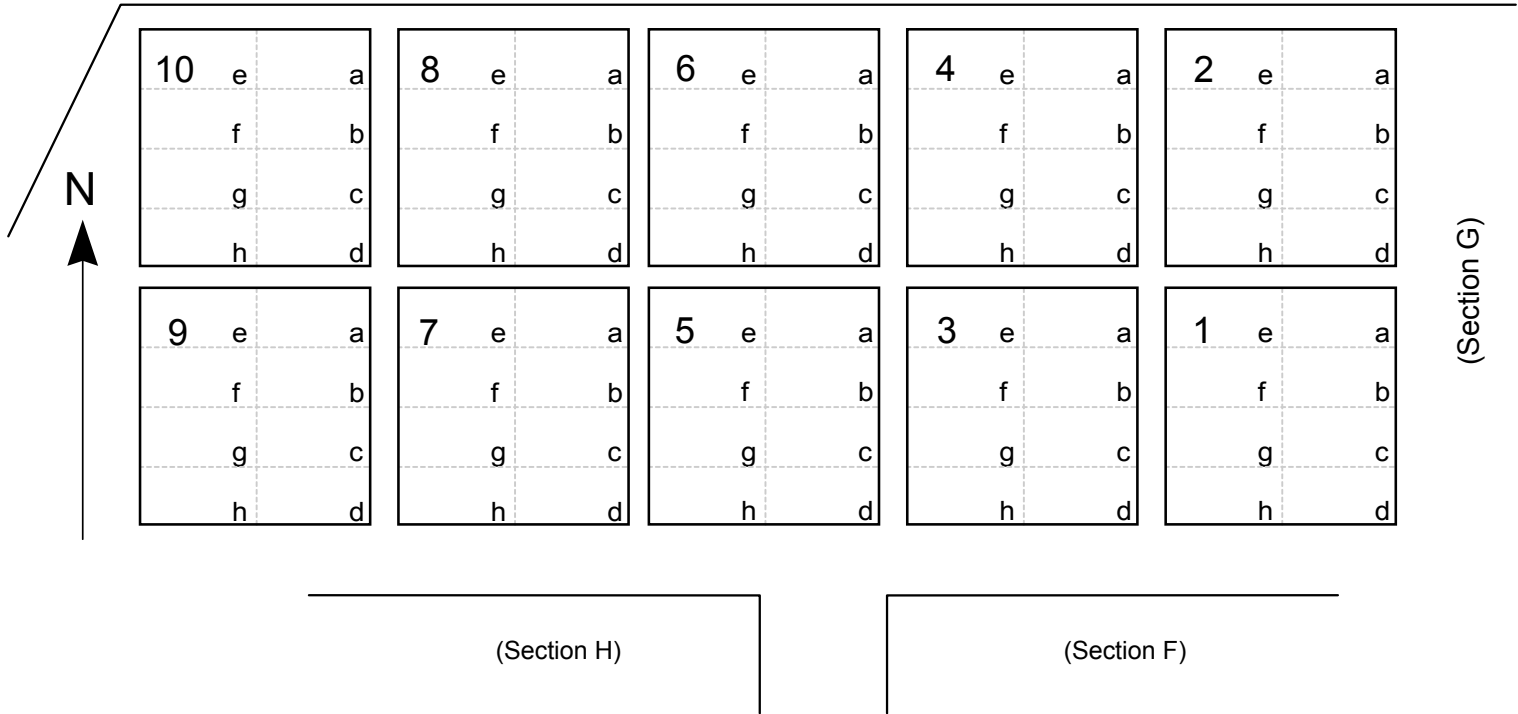 10 e a 8 e a 6 e a 4 e a 2 e a
f b f b f b f b f b
N g c g c g c g c g c
h d h d h d h d h d
(Section G)
9 e a 7 e a 5 e a 3 e a 1 e a
f b f b f b f b f b
g c g c g c g c g c
h d h d h d h d h d
(Section H) (Section F)